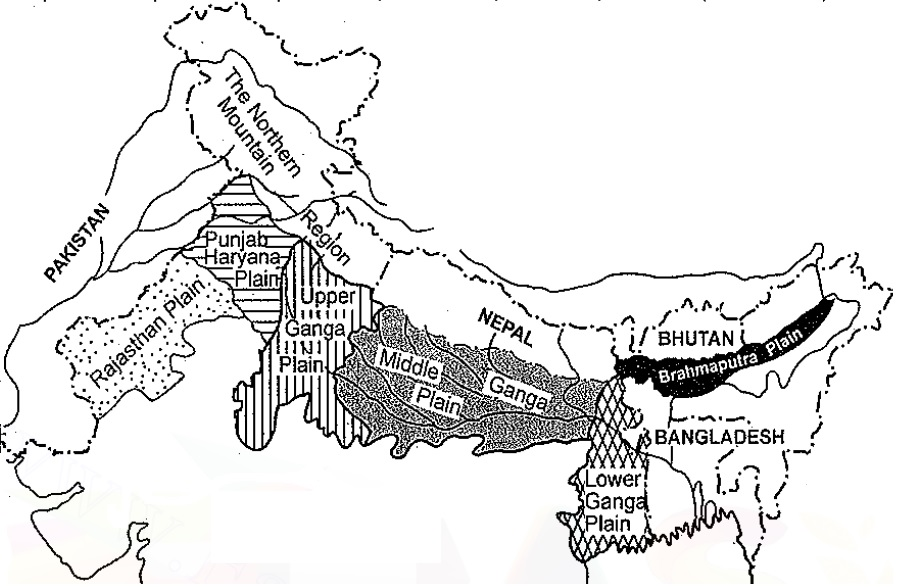 The Northern
Mountain
Region
PAKISTAN
Punjab
Haryana
Plain
Rajasthan Plain
Upper
Ganga
Plain
NEPAL
Middle
Ganga
Plain
BHUTAN
Brahmaputra Plain
BANGLADESH
Lower
Ganga
Plain